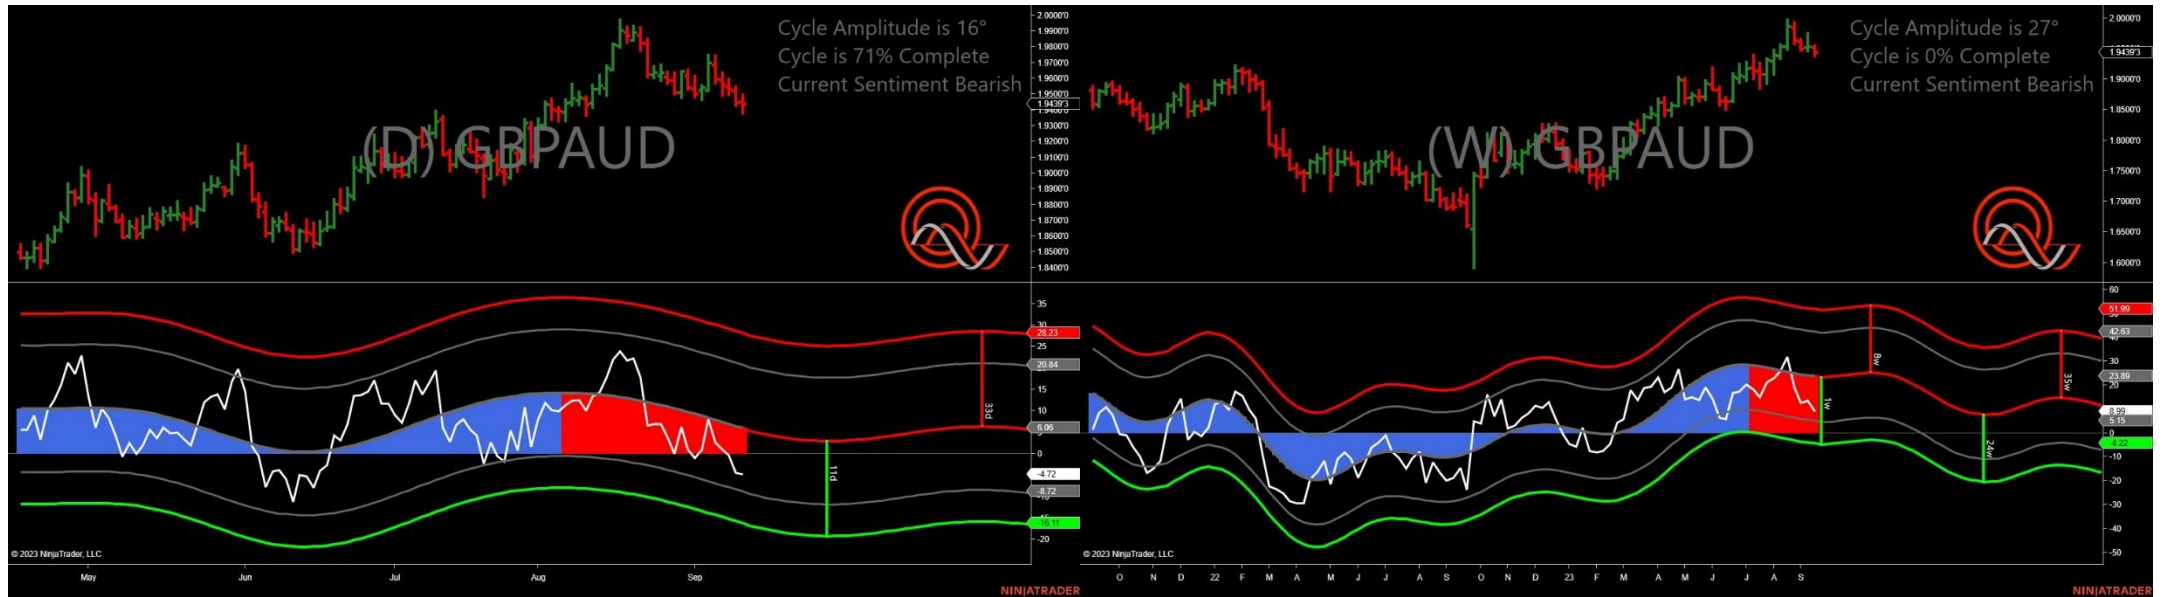 Cycle Amplitude is 16°
Cycle is 71% Complete
Current Sentiment Bearish
(D) GBPAUD
2.0000'0
1.9900'0
1.9800'0
1.9700'0
1.9600'0
1.9500'0
1.9439'3
1.9300'0
1.9200'0
1.9100'0
1.9000'0
1.8900'0
1.8800'0
1.8700'0
1.8600'0
1.8500'0
1.8400'0
35
30
28.23
25
20.84
15
10
6.06
0
-4.72
-8.72
-16.11
-20
33d
11d
© 2023 NinjaTrader, LLC
May Jun Jul Aug Sep
NINJATRADER
Cycle Amplitude is 27°
Cycle is 0% Complete
Current Sentiment Bearish
(W) GBPAUD
2.0000'0
1.9439'3
1.9000'0
1.8500'0
1.8000'0
1.7500'0
1.7000'0
1.6500'0
1.6000'0
60
51.99
42.63
40
30
23.89
20
8.99
5.15
0
-4.22
-10
-20
-30
-40
-50
8w
1w
24w
35w
© 2023 NinjaTrader, LLC
O N D 22 F M A M J J A S O N D 23 F M A M J J A S
NINJATRADER